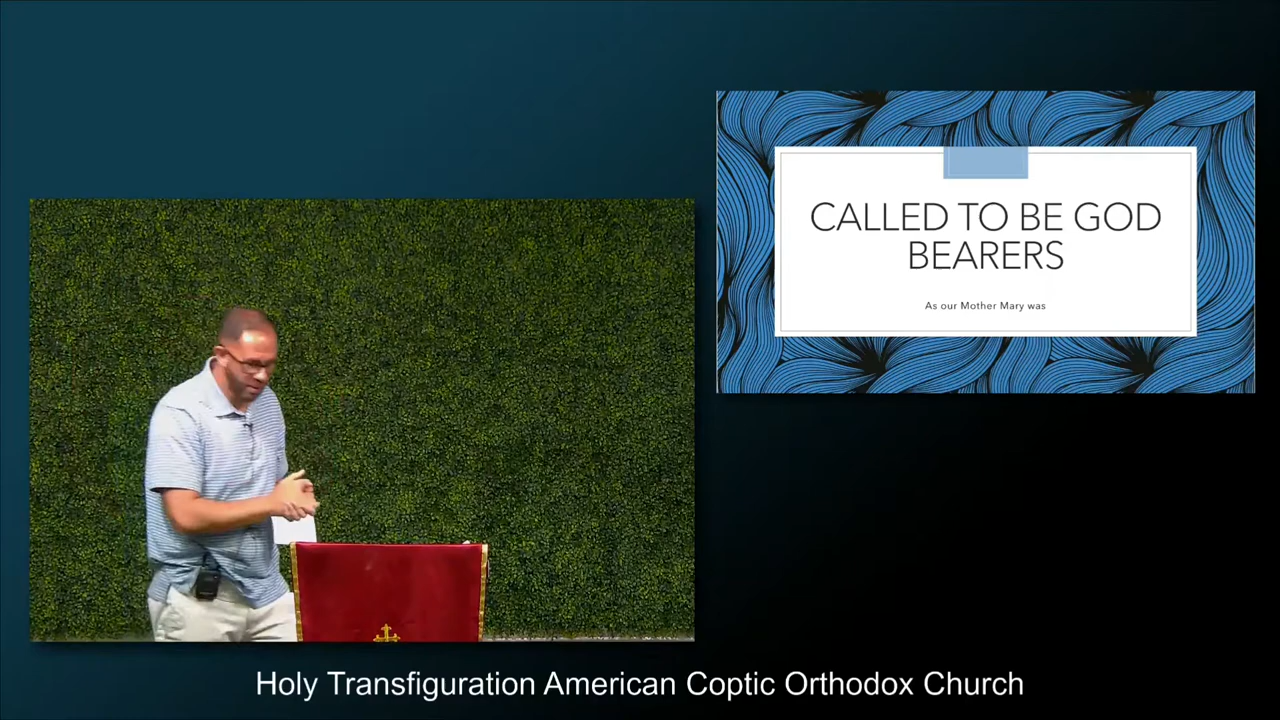 CALLED TO BE GOD
BEARERS
As our Mother Mary was
Holy Transfiguration American Coptic Orthodox Church